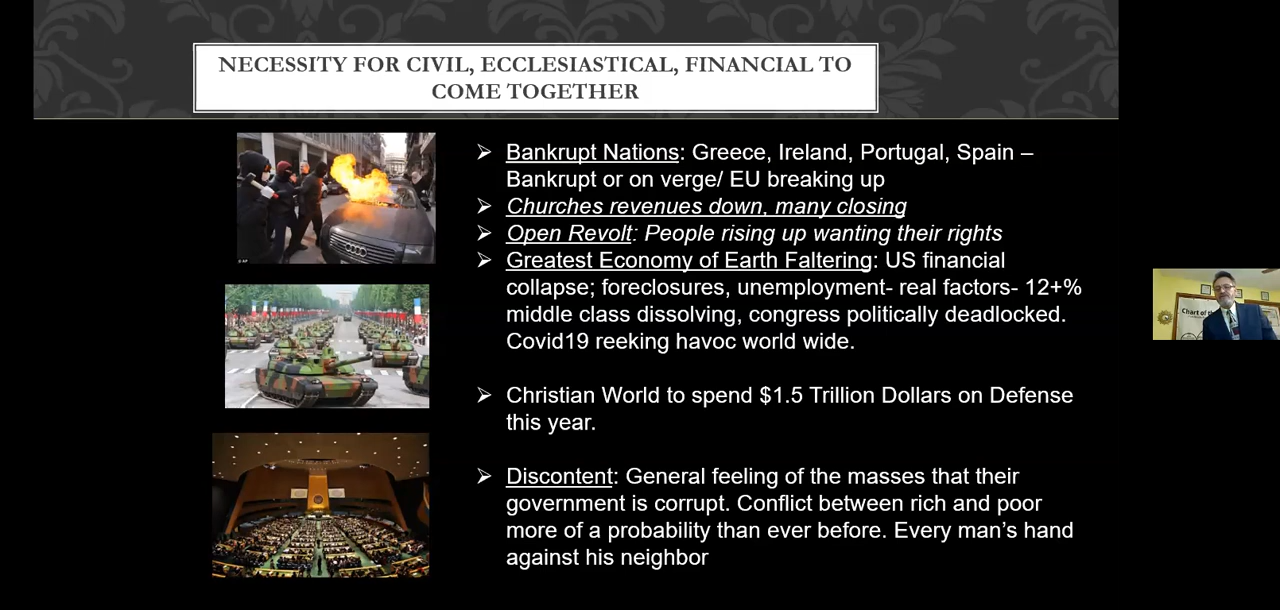 NECESSITY FOR CIVIL, ECCLESIASTICAL, FINANCIAL TO
COME TOGETHER
➢ Bankrupt Nations: Greece, Ireland, Portugal, Spain –
Bankrupt or on verge/ EU breaking up
➢ Churches revenues down, many closing
➢ Open Revolt: People rising up wanting their rights
➢ Greatest Economy of Earth Faltering: US financial
collapse; foreclosures, unemployment- real factors- 12+%
middle class dissolving, congress politically deadlocked.
Covid19 reeking havoc world wide.
➢ Christian World to spend $1.5 Trillion Dollars on Defense
this year.
➢ Discontent: General feeling of the masses that their
government is corrupt. Conflict between rich and poor
more of a probability than ever before. Every man's hand
against his neighbor
Chart of